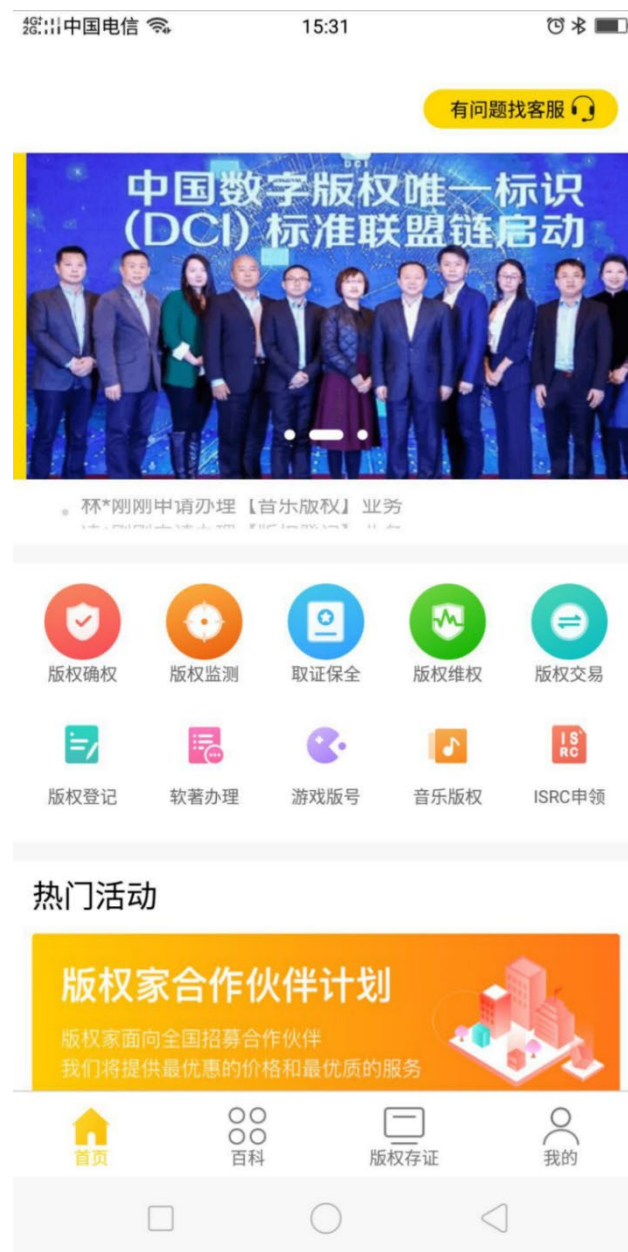 4G
2G
中国电信
15:31
有问题找客服
DCI
中国数字版权唯一标识
(DCI) 标准联盟链启动
林*刚刚申请办理【音乐版权】业务
版权确权
版权监测
取证保全
版权维权
版权交易
版权登记
软著办理
游戏版号
音乐版权
IS
RC
ISRC申领
热门活动
版权家合作伙伴计划
版权家面向全国招募合作伙伴
我们将提供最优惠的价格和最优质的服务
首页
百科
版权存证
我的